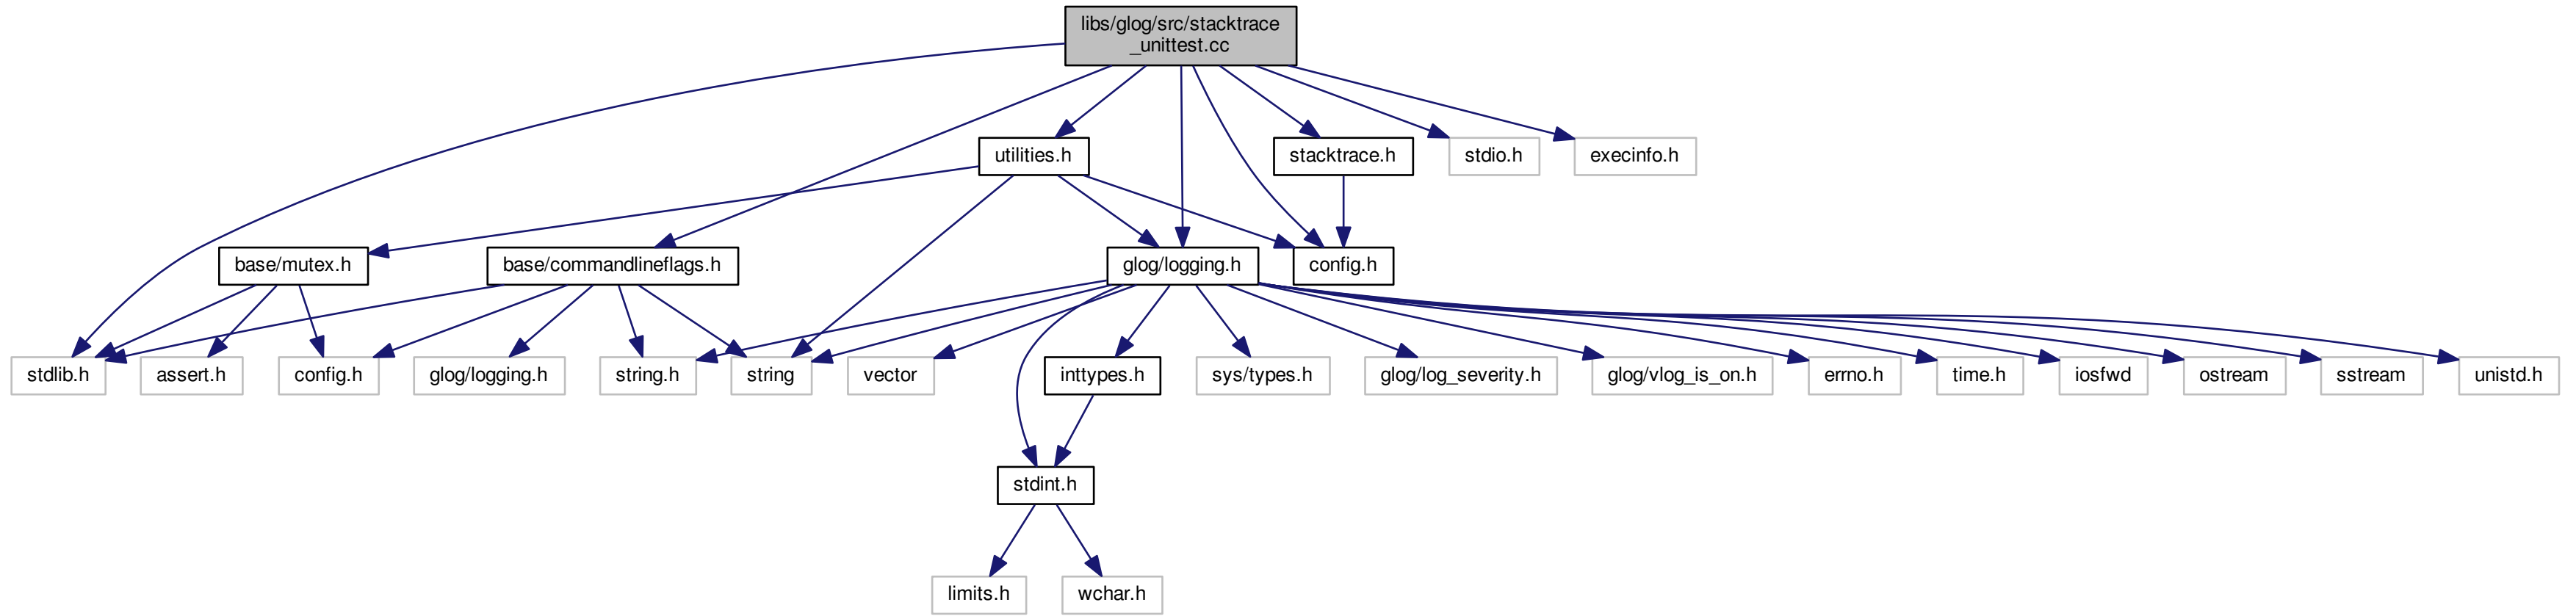 libs/glog/src/stacktrace
_unittest.cc
utilities.h
stacktrace.h
stdio.h
execinfo.h
base/mutex.h
base/commandlineflags.h
glog/logging.h
config.h
stdlib.h
assert.h
config.h
glog/logging.h
string.h
string
vector
inttypes.h
sys/types.h
glog/log_severity.h
glog/vlog_is_on.h
errno.h
time.h
iosfwd
ostream
sstream
unistd.h
stdint.h
limits.h
wchar.h